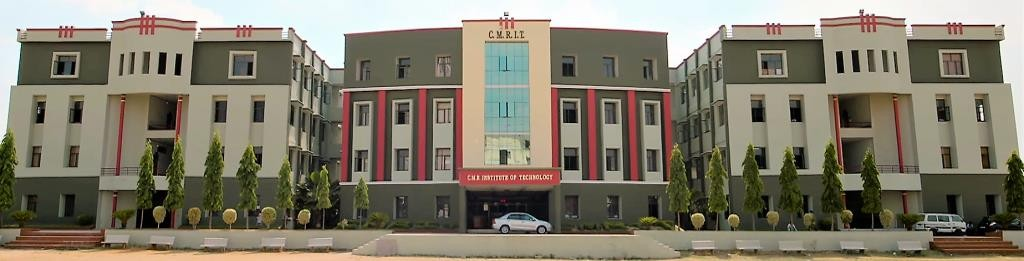 C.M.R.I.T.
C.M.R INSTITUTE OF TECHNOLOGY